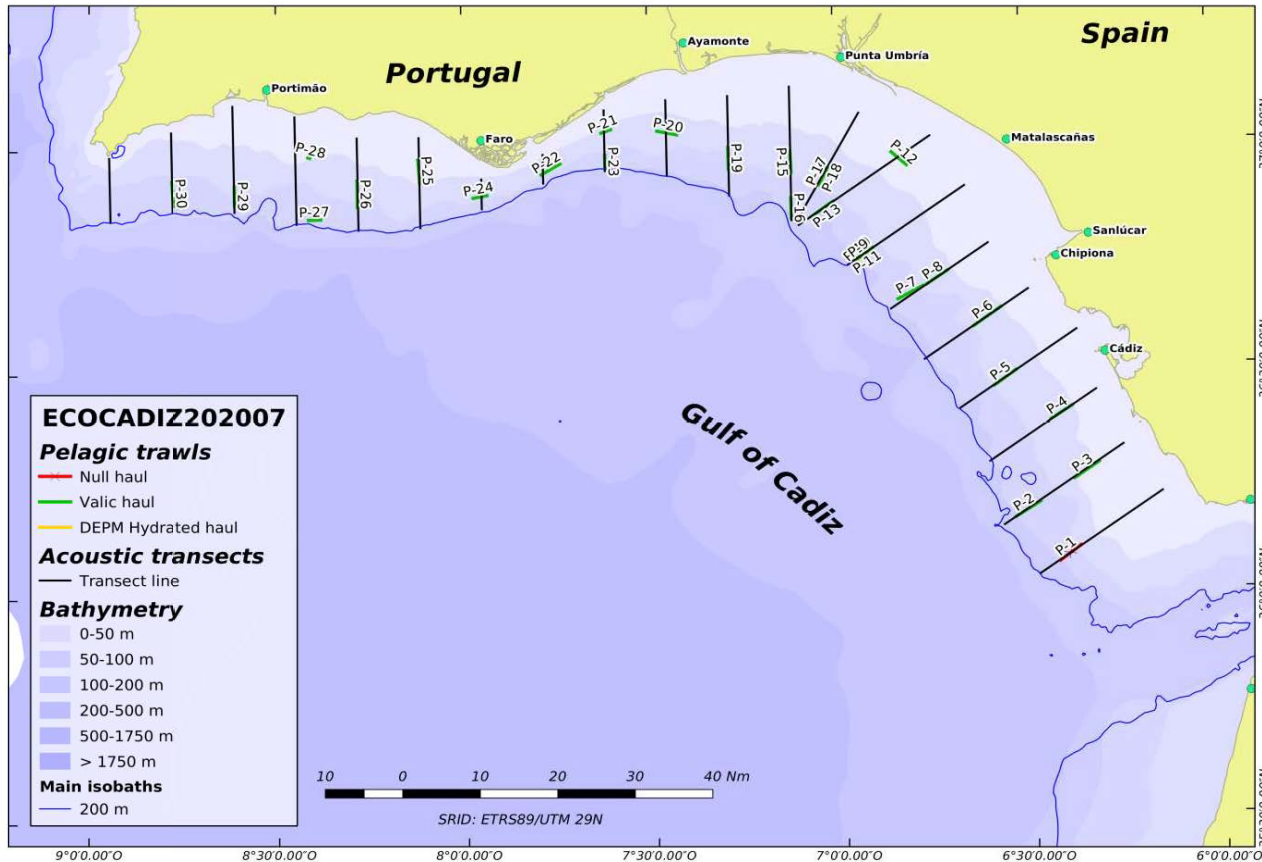 Spain
Portugal
Ayamonte
Punta Umbría
Portimão
Faro
Matalascañas
Sanlúcar
Chipiona
Cádiz
P-21
P-20
P-28
P-22
P-23
P-19
P-15
P-17
P-18
P-12
P-30
P-29
P-27
P-26
P-25
P-24
P-16
P-13
P-11
P-7
P-8
P-6
P-5
P-4
P-3
P-2
P-1
Gulf of Cadiz
ECOCADIZ202007
Pelagic trawls
Null haul
Valic haul
DEPM Hydrated haul
Acoustic transects
Transect line
Bathymetry
0-50 m
50-100 m
100-200 m
200-500 m
500-1750 m
> 1750 m
Main isobaths
200 m
10 0 10 20 30 40 Nm
SRID: ETRS89/UTM 29N
9°0'0.00"O 8°30'0.00"O 8°0'0.00"O 7°30'0.00"O 7°0'0.00"O 6°30'0.00"O 6°0'0.00"O